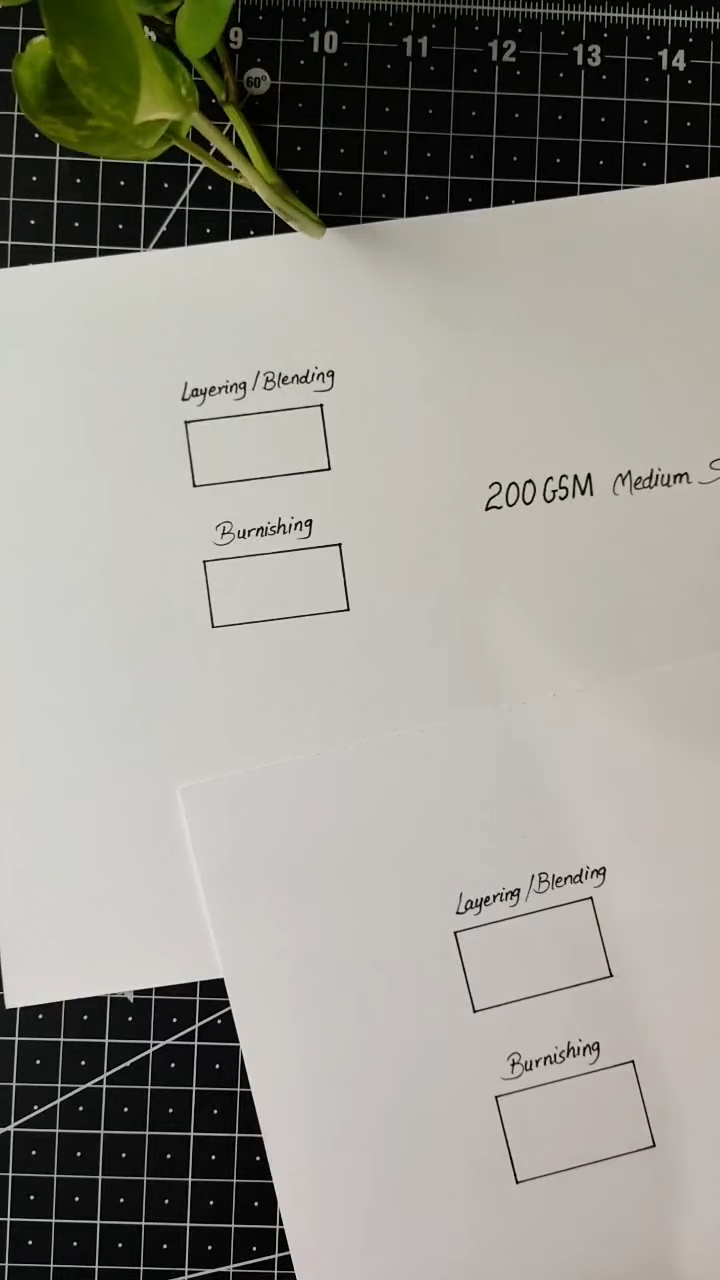 9 10 11 12 13 14
60°
Layering / Blending
200 GSM Medium
Burnishing
Layering / Blending
Burnishing